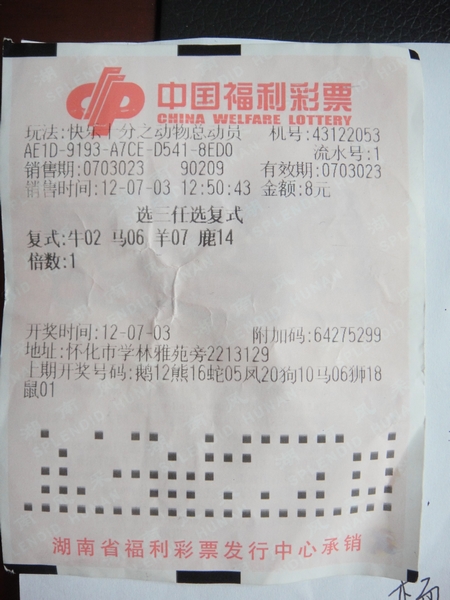 中国福利彩票
CHINA WELFARE LOTTERY
玩法:快乐十分之动物总动员 机号:43122053
AE1D-9193-A7CE-D541-8ED0 流水号:1
销售期:0703023 90209 有效期:0703023
销售时间:12-07-03 12:50:43 金额:8元
选三任选复式
复式:牛02 马06 羊07 鹿14
倍数:1
开奖时间:12-07-03 附加码:64275299
地址:怀化市学林雅苑旁2213129
上期开奖号码:鹅12熊16蛇05凤20狗10马06狮18
鼠01
湖南省福利彩票发行中心承销